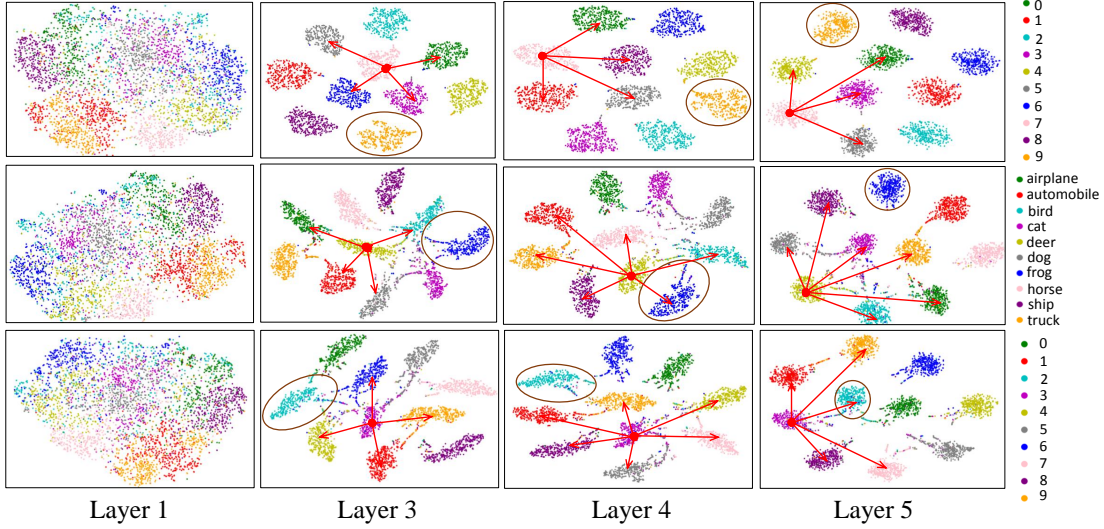 0
1
2
3
4
5
6
7
8
9
airplane
automobile
bird
cat
deer
dog
frog
horse
ship
truck
0
1
2
3
4
5
6
7
8
9
Layer 1 Layer 3 Layer 4 Layer 5